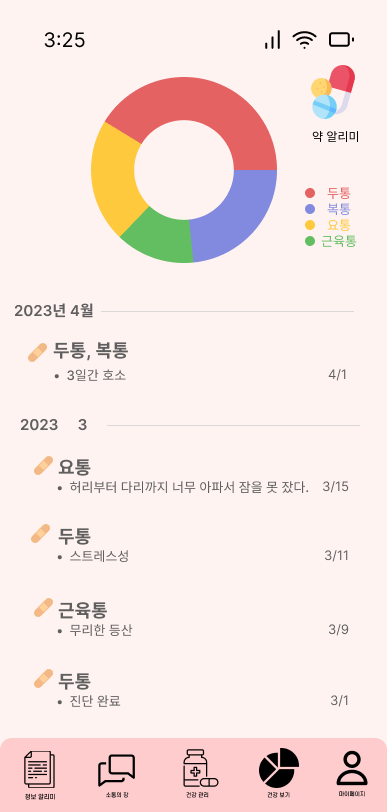 3:25
약 알리미
두통
복통
요통
근육통
2023년 4월
두통, 복통
• 3일간 호소 4/1
2023 3
요통
• 허리부터 다리까지 너무 아파서 잠을 못 잤다. 3/15
두통
• 스트레스성 3/11
근육통
• 무리한 등산 3/9
두통
• 진단 완료 3/1
정보 알리미 소통의 장 건강 관리 건강 보기 마이페이지